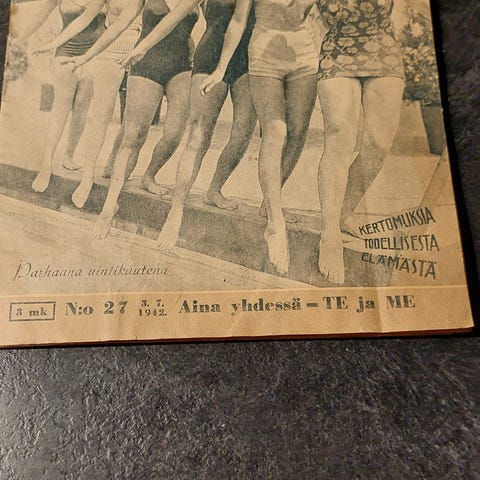 KERTOMUKSIA
TODELLISESTA
ELÄMÄSTÄ
Parhaana uintikautena
3 mk N:o 27 3. 7. 1942. Aina yhdessä — TE ja ME